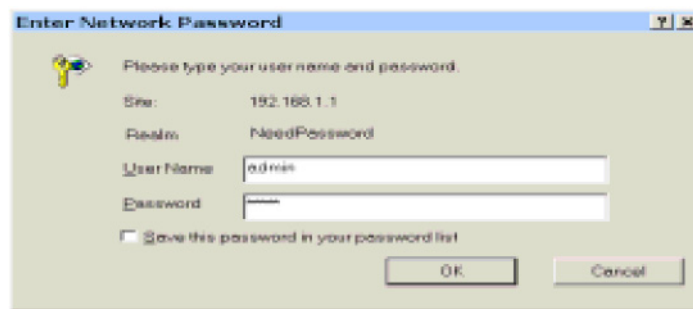 Enter Network Password
Please type your user name and password.
Site: 192.168.1.1
Realm NeedPassword
User Name admin
Password *****
Save this password in your password list
OK Cancel